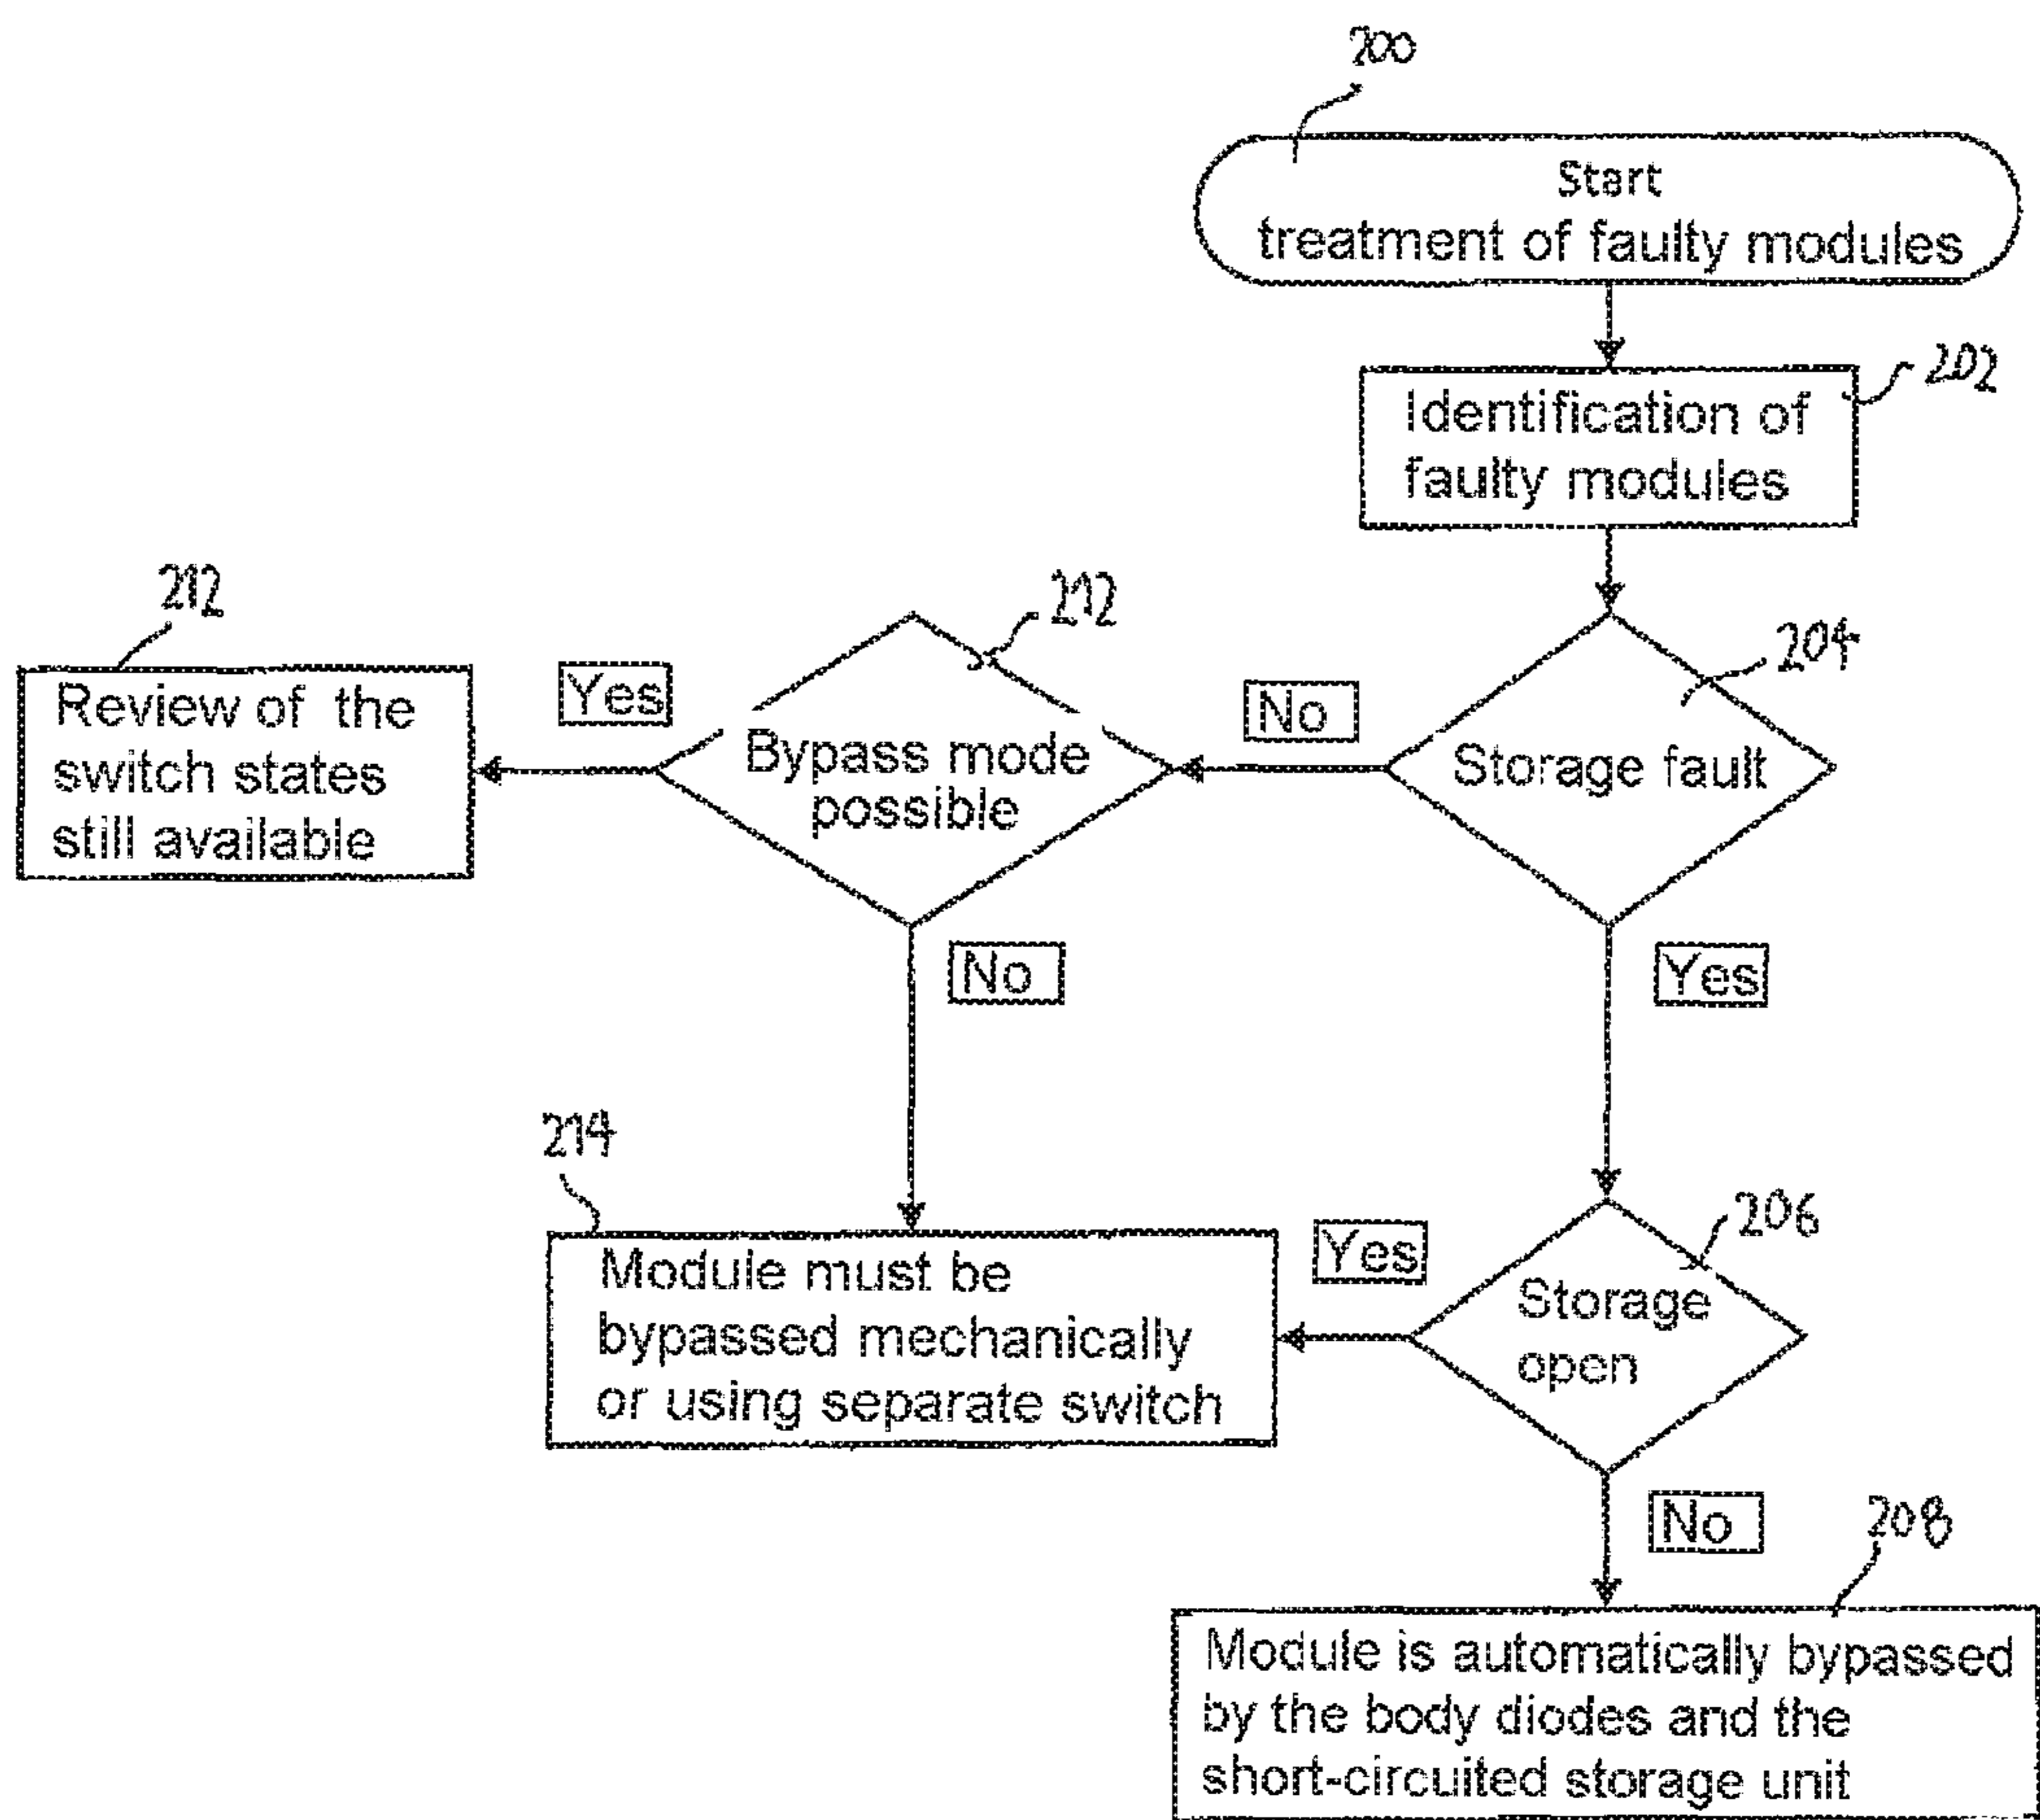 200
Start
treatment of faulty modules
202
Identification of
faulty modules
212
212
204
Review of the
switch states
still available
Yes
Bypass mode
possible
No
Storage fault
No
Yes
214
206
Module must be
bypassed mechanically
or using separate switch
Yes
Storage
open
No
208
Module is automatically bypassed
by the body diodes and the
short-circuited storage unit